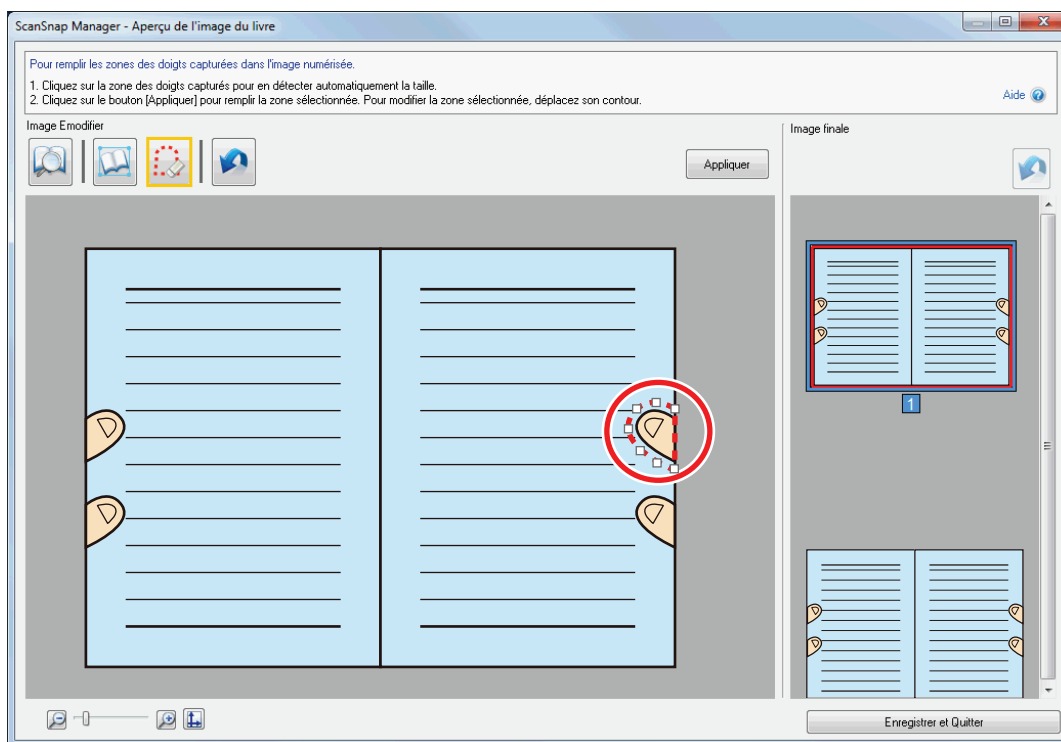 ScanSnap Manager - Aperçu de l'image du livre
Pour remplir les zones des doigts capturées dans l'image numérisée.
1. Cliquez sur la zone des doigts capturés pour en détecter automatiquement la taille.
2. Cliquez sur le bouton [Appliquer] pour remplir la zone sélectionnée. Pour modifier la zone sélectionnée, déplacez son contour.
Aide
Image Emodifier
Image finale
Appliquer
1
Enregistrer et Quitter